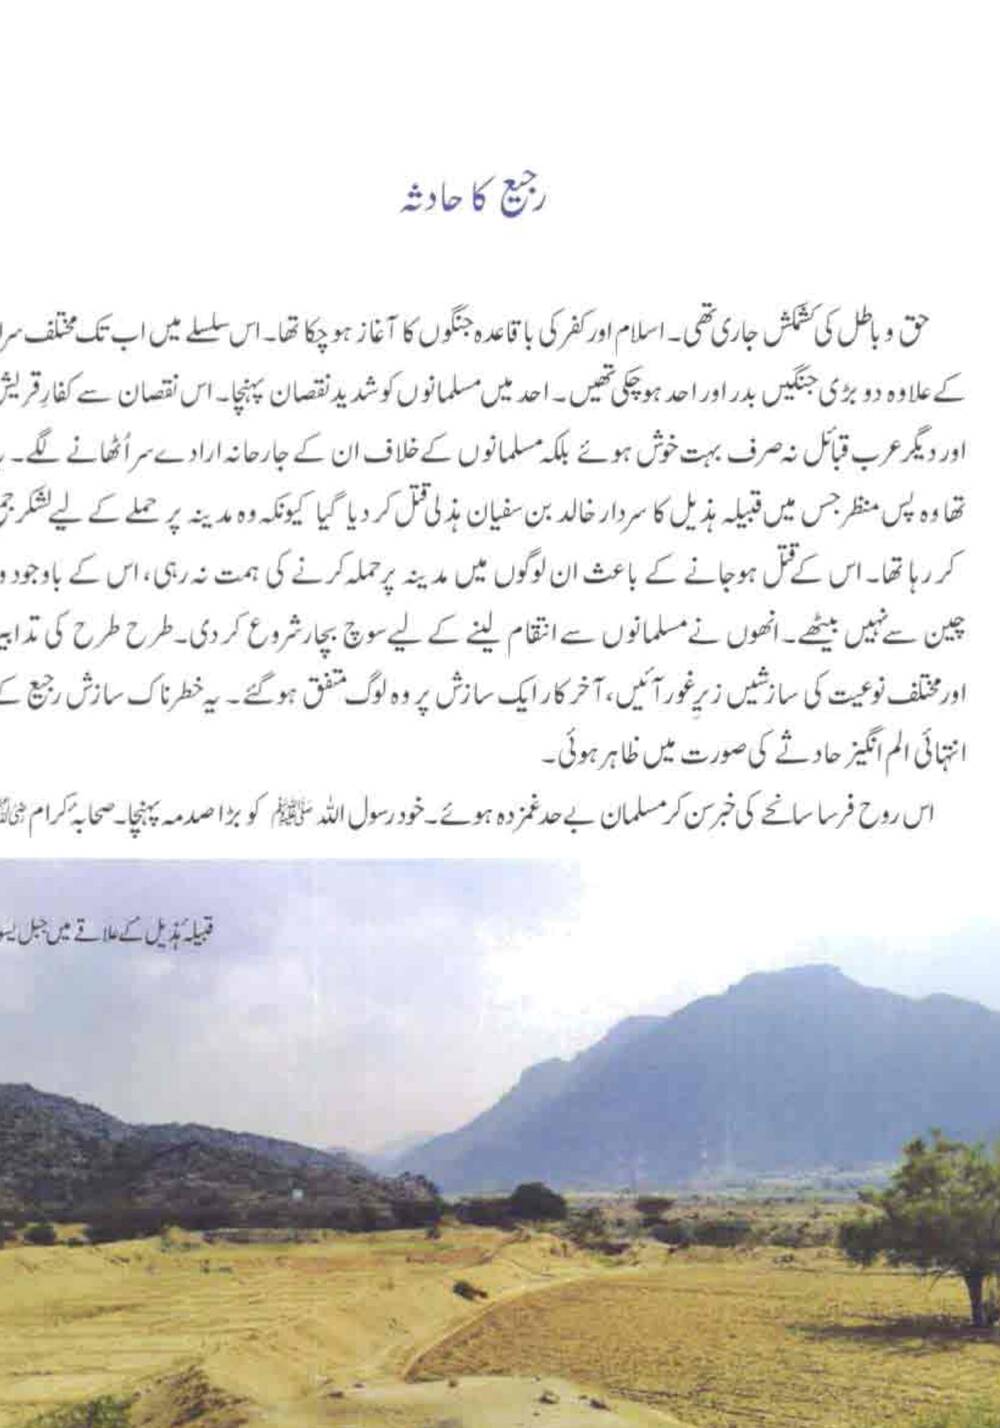 رجیع کا حادثہ
حق و باطل کی کشمکش جاری تھی۔ اسلام اور کفر کی باقاعدہ جنگوں کا آغاز ہو چکا تھا۔ اس سلسلے میں اب تک مختلف
کے علاوہ دو بڑی جنگیں بدر اور احد ہو چکی تھیں۔ احد میں مسلمانوں کو شدید نقصان پہنچا۔ اس نقصان سے کفارِ قریش
اور دیگر عرب قبائل نہ صرف بہت خوش ہوئے بلکہ مسلمانوں کے خلاف ان کے جارحانہ ارادے سر اُٹھانے لگے۔
تھا وہ پس منظر جس میں قبیلہ ہذیل کا سردار خالد بن سفیان ہذلی قتل کر دیا گیا کیونکہ وہ مدینہ پر حملے کے لیے لشکر
کر رہا تھا۔ اس کے قتل ہو جانے کے باعث ان لوگوں میں مدینہ پر حملہ کرنے کی ہمت نہ رہی، اس کے باوجود
چین سے نہیں بیٹھے۔ انھوں نے مسلمانوں سے انتقام لینے کے لیے سوچ بچار شروع کر دی۔ طرح طرح کی
اور مختلف نوعیت کی سازشیں زیرِ غور آئیں، آخر کار ایک سازش پر وہ لوگ متفق ہو گئے۔ یہ خطرناک سازش رجیع کے
انتہائی الم انگیز حادثے کی صورت میں ظاہر ہوئی۔
اس روح فرسا سانحے کی خبر سن کر مسلمان بے حد غمزدہ ہوئے۔ خود رسول اللہ ﷺ کو بڑا صدمہ پہنچا۔ صحابۂ کرام
قبیلۂ ہذیل کے علاقے میں جبل